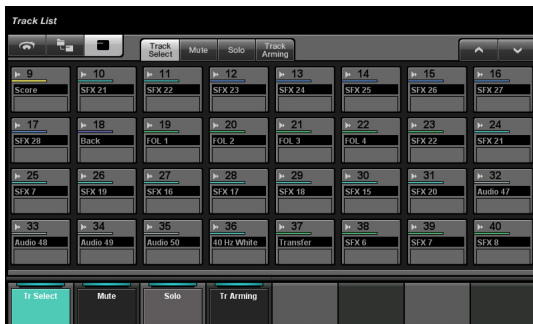 Track List
Track Select Mute Solo Track Arming
9 10 11 12 13 14 15 16
Score SFX 21 SFX 22 SFX 23 SFX 24 SFX 25 SFX 26 SFX 27
17 18 19 20 21 22 23 24
SFX 28 Back FOL 1 FOL 2 FOL 3 FOL 4 SFX 22 SFX 21
25 26 27 28 29 30 31 32
SFX 7 SFX 19 SFX 16 SFX 17 SFX 18 SFX 15 SFX 20 Audio 47
33 34 35 36 37 38 39 40
Audio 48 Audio 49 Audio 50 40 Hz White Transfer SFX 6 SFX 7 SFX 8
Tr Select Mute Solo Tr Arming